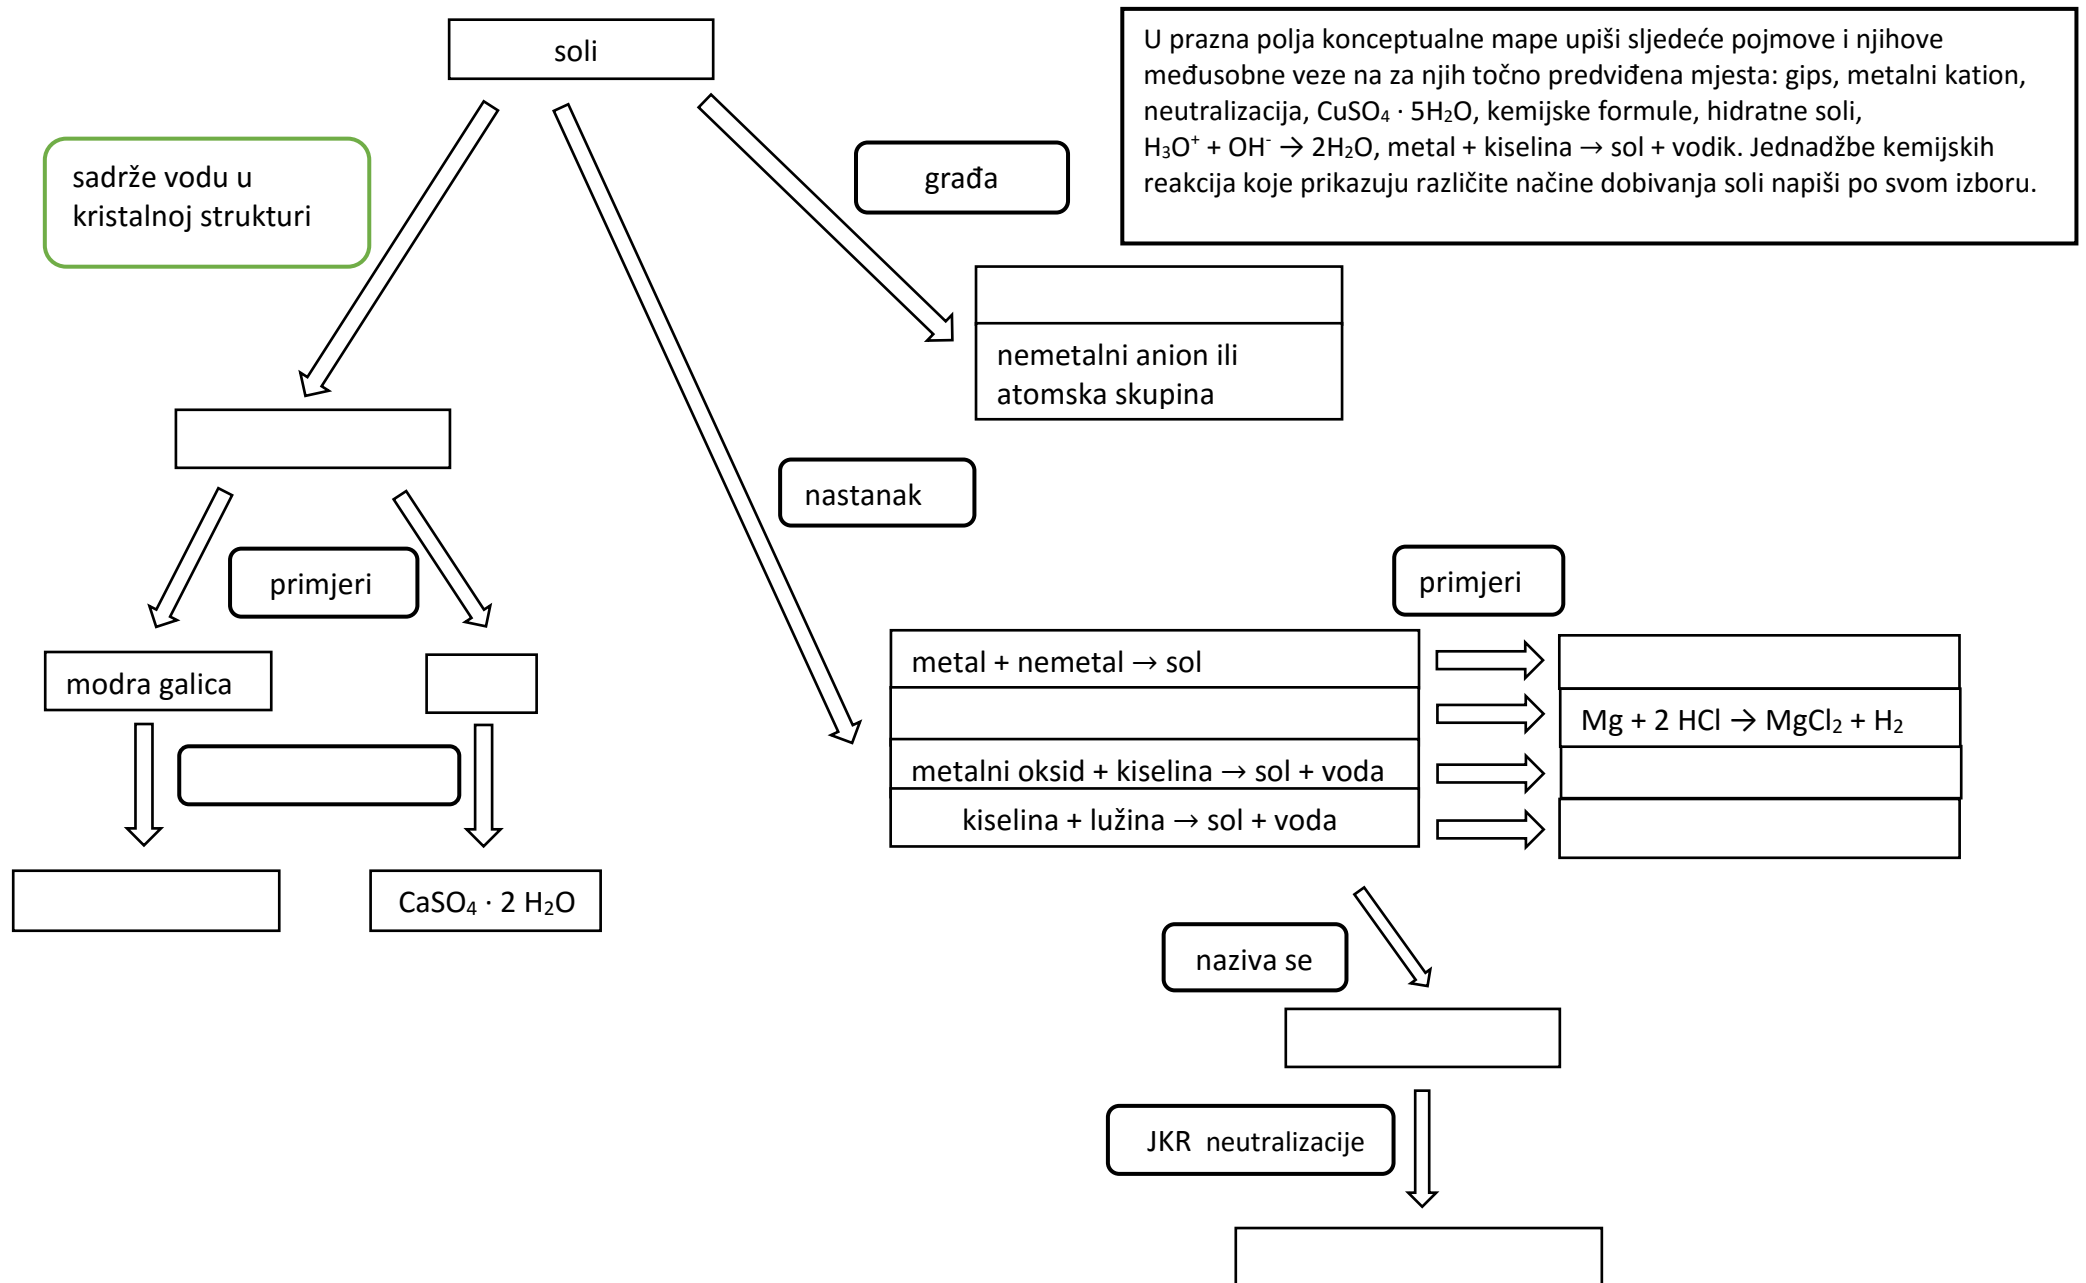 soli
U prazna polja konceptualne mape upiši sljedeće pojmove i njihove
međusobne veze na za njih točno predviđena mjesta: gips, metalni kation,
neutralizacija, CuSO₄ · 5H₂O, kemijske formule, hidratne soli,
H₃O⁺ + OH⁻ → 2H₂O, metal + kiselina → sol + vodik. Jednadžbe kemijskih
reakcija koje prikazuju različite načine dobivanja soli napiši po svom izboru.
sadrže vodu u
kristalnoj strukturi
građa
nemetalni anion ili
atomska skupina
nastanak
primjeri
primjeri
metal + nemetal → sol
modra galica
Mg + 2 HCl → MgCl₂ + H₂
metalni oksid + kiselina → sol + voda
kiselina + lužina → sol + voda
CaSO₄ · 2 H₂O
naziva se
JKR neutralizacije